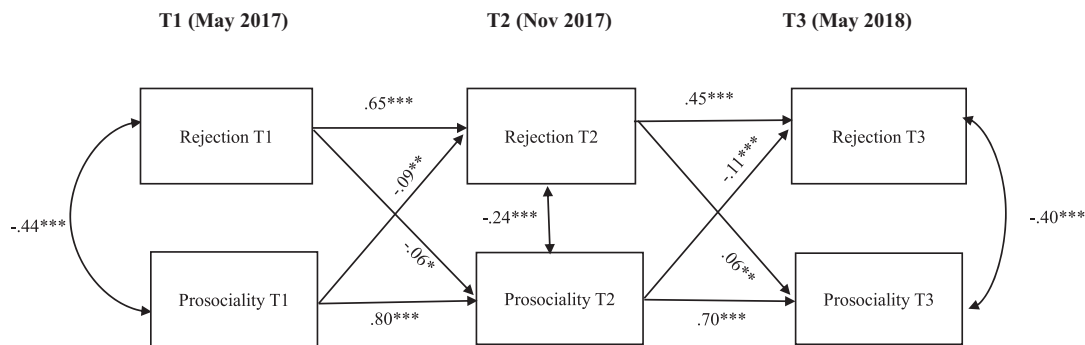 T1 (May 2017) T2 (Nov 2017) T3 (May 2018)
.65*** .45***
Rejection T1 Rejection T2 Rejection T3
-.09** -.11***
-.44*** -.24*** -.40***
-.06* .06**
Prosociality T1 Prosociality T2 Prosociality T3
.80*** .70***